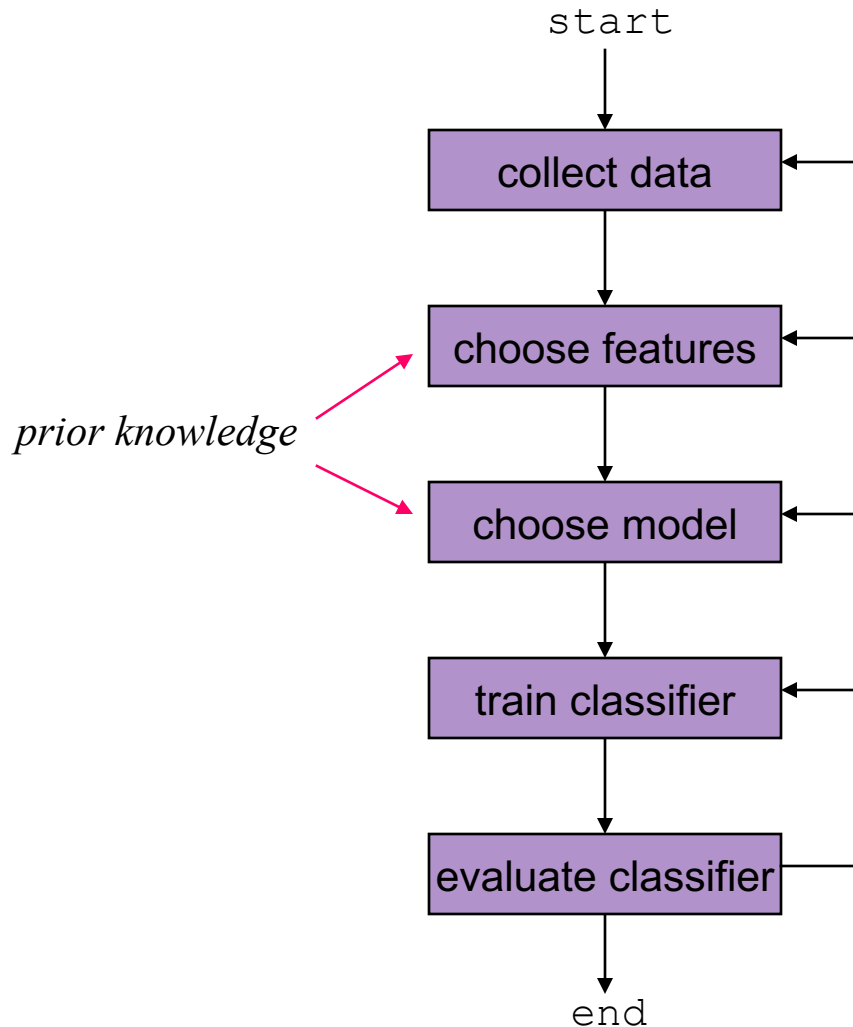 start
collect data
choose features
prior knowledge
choose model
train classifier
evaluate classifier
end